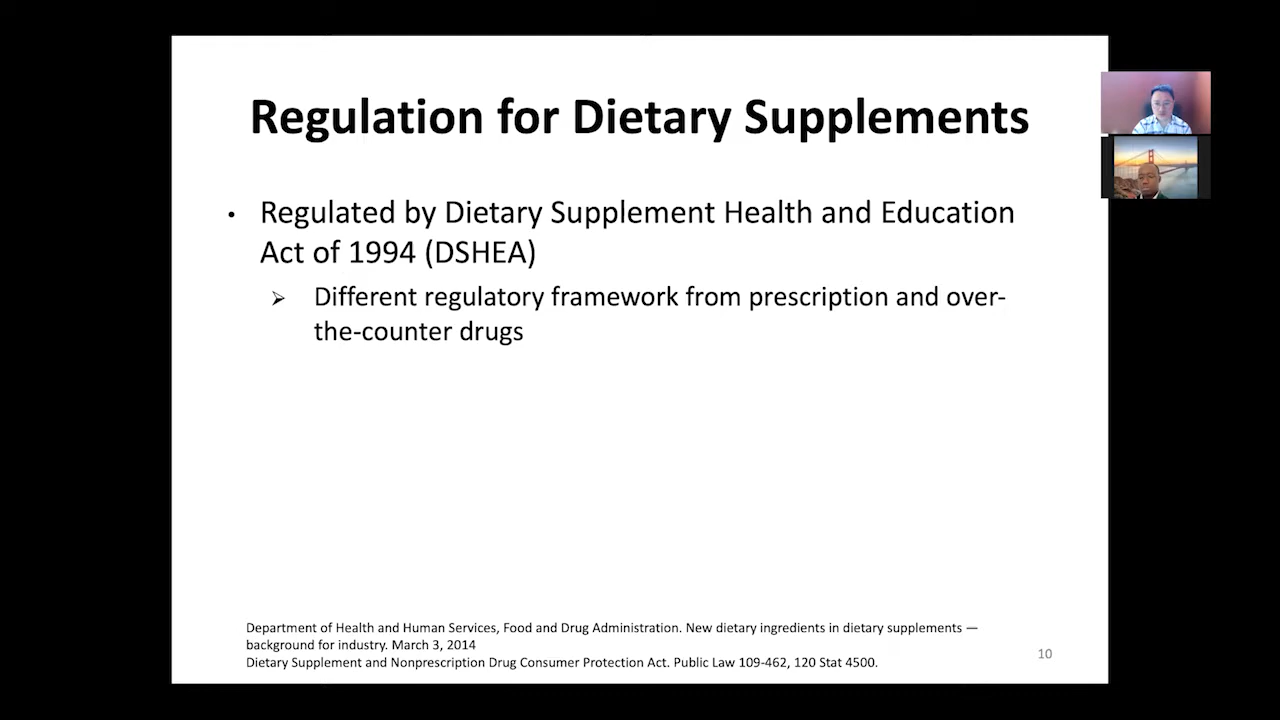 Regulation for Dietary Supplements
• Regulated by Dietary Supplement Health and Education
Act of 1994 (DSHEA)
➢ Different regulatory framework from prescription and over-
the-counter drugs
Department of Health and Human Services, Food and Drug Administration. New dietary ingredients in dietary supplements —
background for industry. March 3, 2014
Dietary Supplement and Nonprescription Drug Consumer Protection Act. Public Law 109-462, 120 Stat 4500.
10